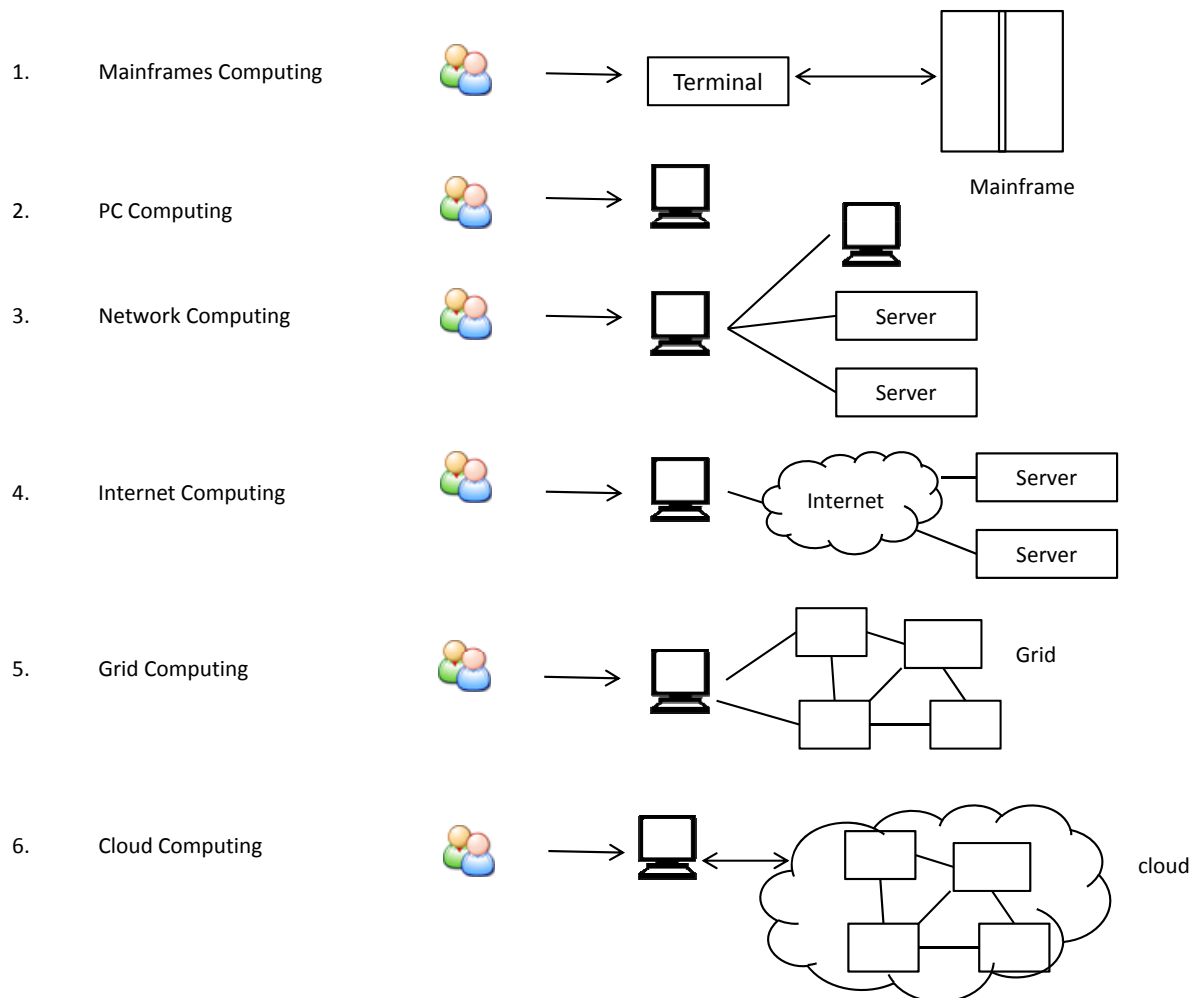 1. Mainframes Computing
Terminal
Mainframe
2. PC Computing
3. Network Computing
Server
Server
4. Internet Computing
Internet
Server
Server
5. Grid Computing
Grid
6. Cloud Computing
cloud